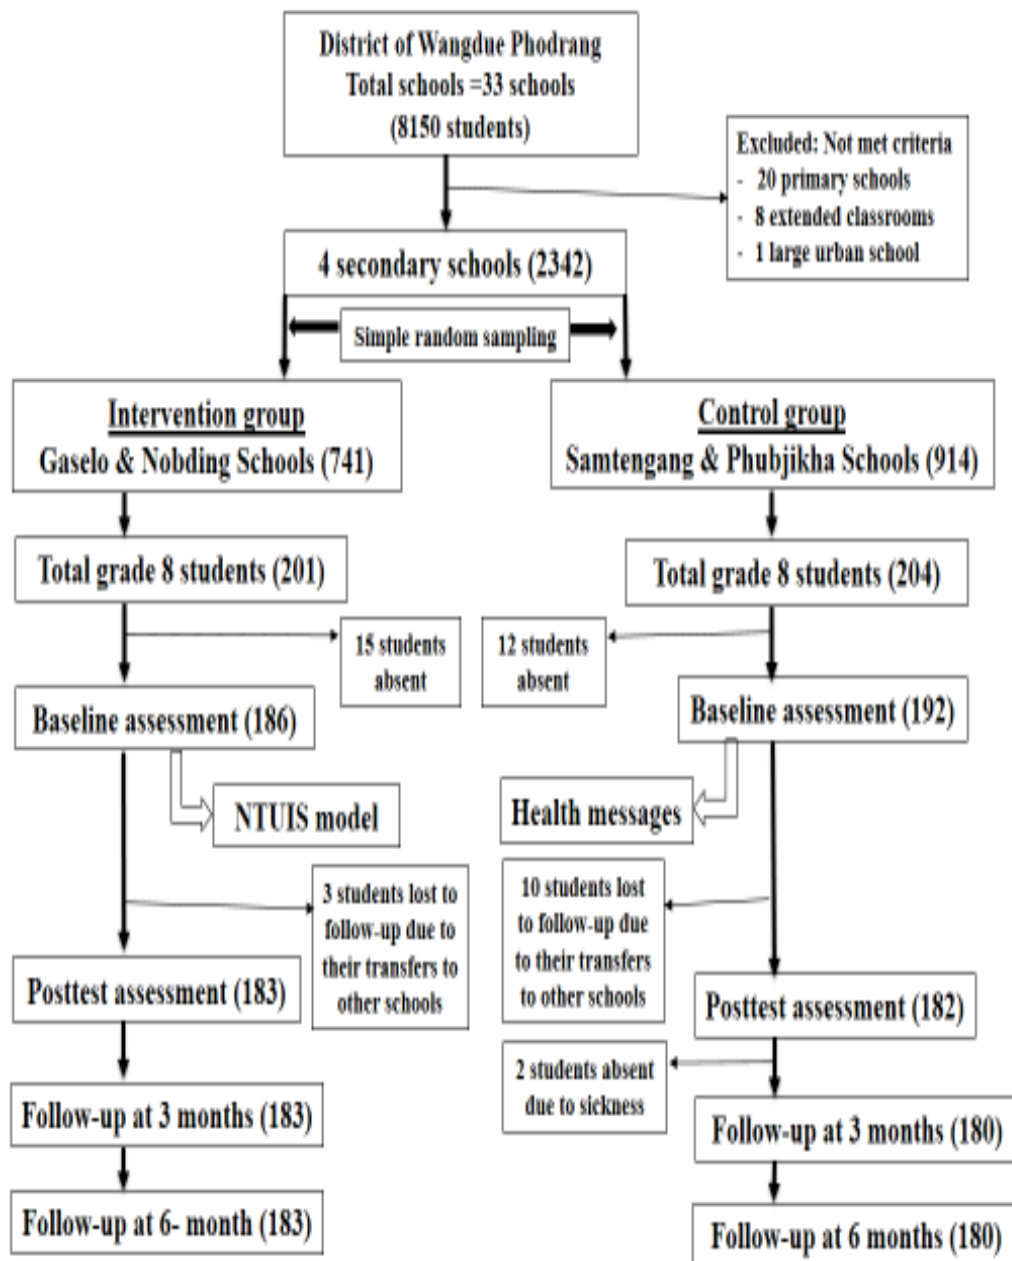 District of Wangdue Phodrang
Total schools =33 schools
(8150 students)
Excluded: Not met criteria
- 20 primary schools
- 8 extended classrooms
- 1 large urban school
4 secondary schools (2342)
Simple random sampling
Intervention group
Gaselo & Nobding Schools (741)
Control group
Samtengang & Phubjikha Schools (914)
Total grade 8 students (201)
Total grade 8 students (204)
15 students
absent
12 students
absent
Baseline assessment (186)
Baseline assessment (192)
NTUIS model
Health messages
3 students lost to
follow-up due to
their transfers to
other schools
10 students lost
to follow-up due
to their transfers
to other schools
Posttest assessment (183)
Posttest assessment (182)
2 students absent
due to sickness
Follow-up at 3 months (183)
Follow-up at 3 months (180)
Follow-up at 6- month (183)
Follow-up at 6 months (180)